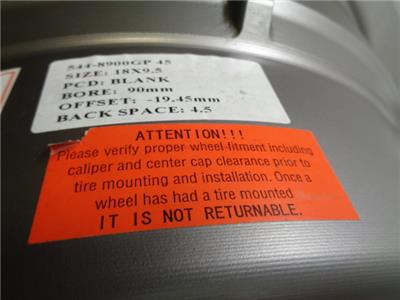 544-8900GP 45
SIZE: 18X9.5
PCD: BLANK
BORE: 90mm
OFFSET: -19.45mm
BACK SPACE: 4.5
ATTENTION!!!
Please verify proper wheel fitment including
caliper and center cap clearance prior to
tire mounting and installation. Once a
wheel has had a tire mounted
IT IS NOT RETURNABLE.